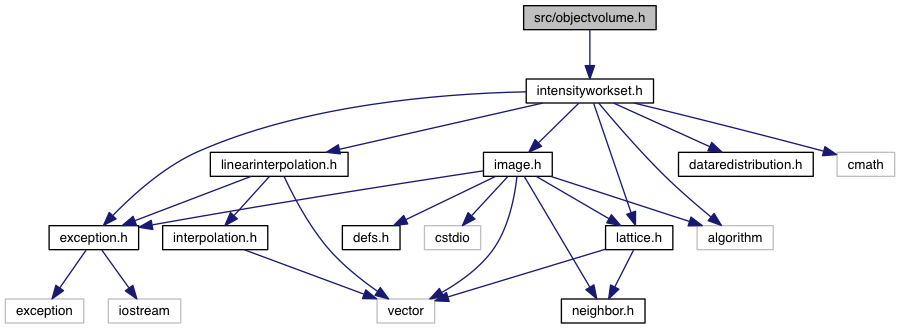 src/objectvolume.h
intensityworkset.h
linearinterpolation.h
image.h
dataredistribution.h
cmath
exception.h
interpolation.h
defs.h
cstdio
lattice.h
algorithm
exception
iostream
vector
neighbor.h